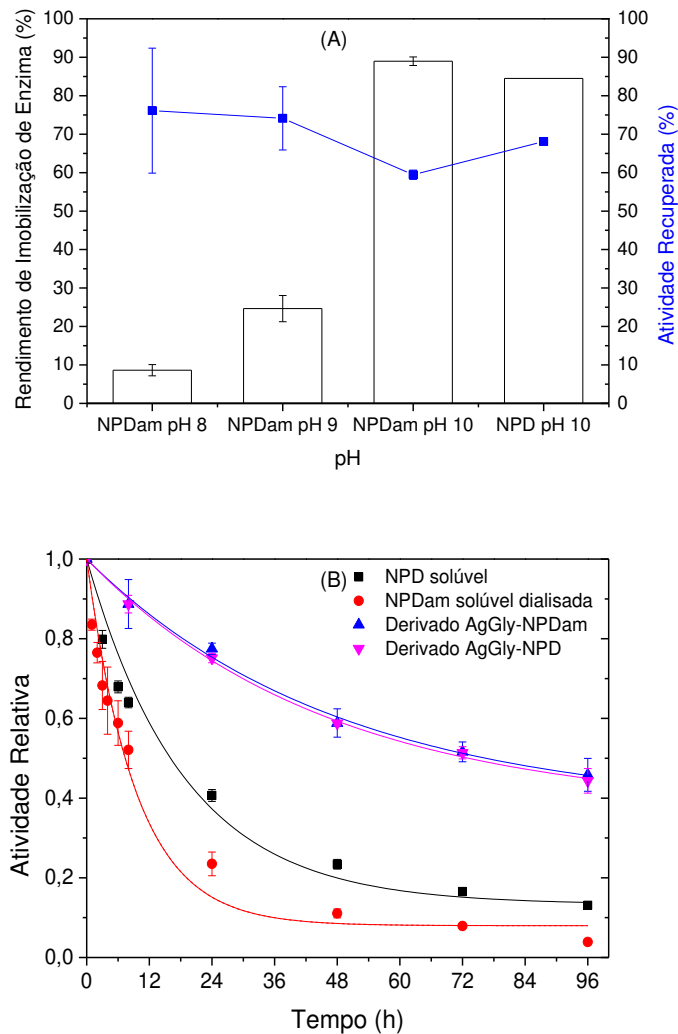 (A)
Rendimento de Imobilização de Enzima (%)
100
90
80
70
60
50
40
30
20
10
0
100
90
80
70
60
50
40
30
20
10
0
Atividade Recuperada (%)
NPDam pH 8 NPDam pH 9 NPDam pH 10 NPD pH 10
pH
(B)
NPD solúvel
NPDam solúvel dialisada
Derivado AgGly-NPDam
Derivado AgGly-NPD
Atividade Relativa
1,0
0,8
0,6
0,4
0,2
0,0
0 12 24 36 48 60 72 84 96
Tempo (h)